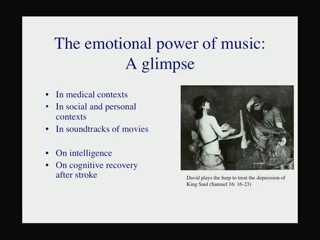 The emotional power of music:
A glimpse
• In medical contexts
• In social and personal
contexts
• In soundtracks of movies
• On intelligence
• On cognitive recovery
after stroke
David plays the harp to treat the depression of
King Saul (Samuel 16: 16-23)